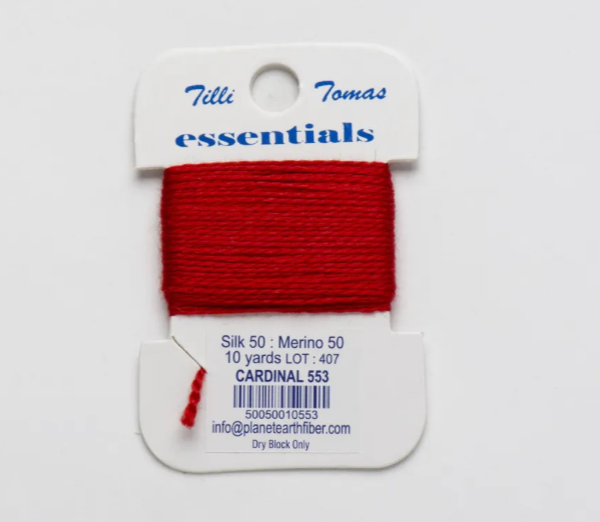 Tilli Tomas
essentials
Silk 50 : Merino 50
10 yards LOT : 407
CARDINAL 553
50050010553
info@planetearthfiber.com
Dry Block Only